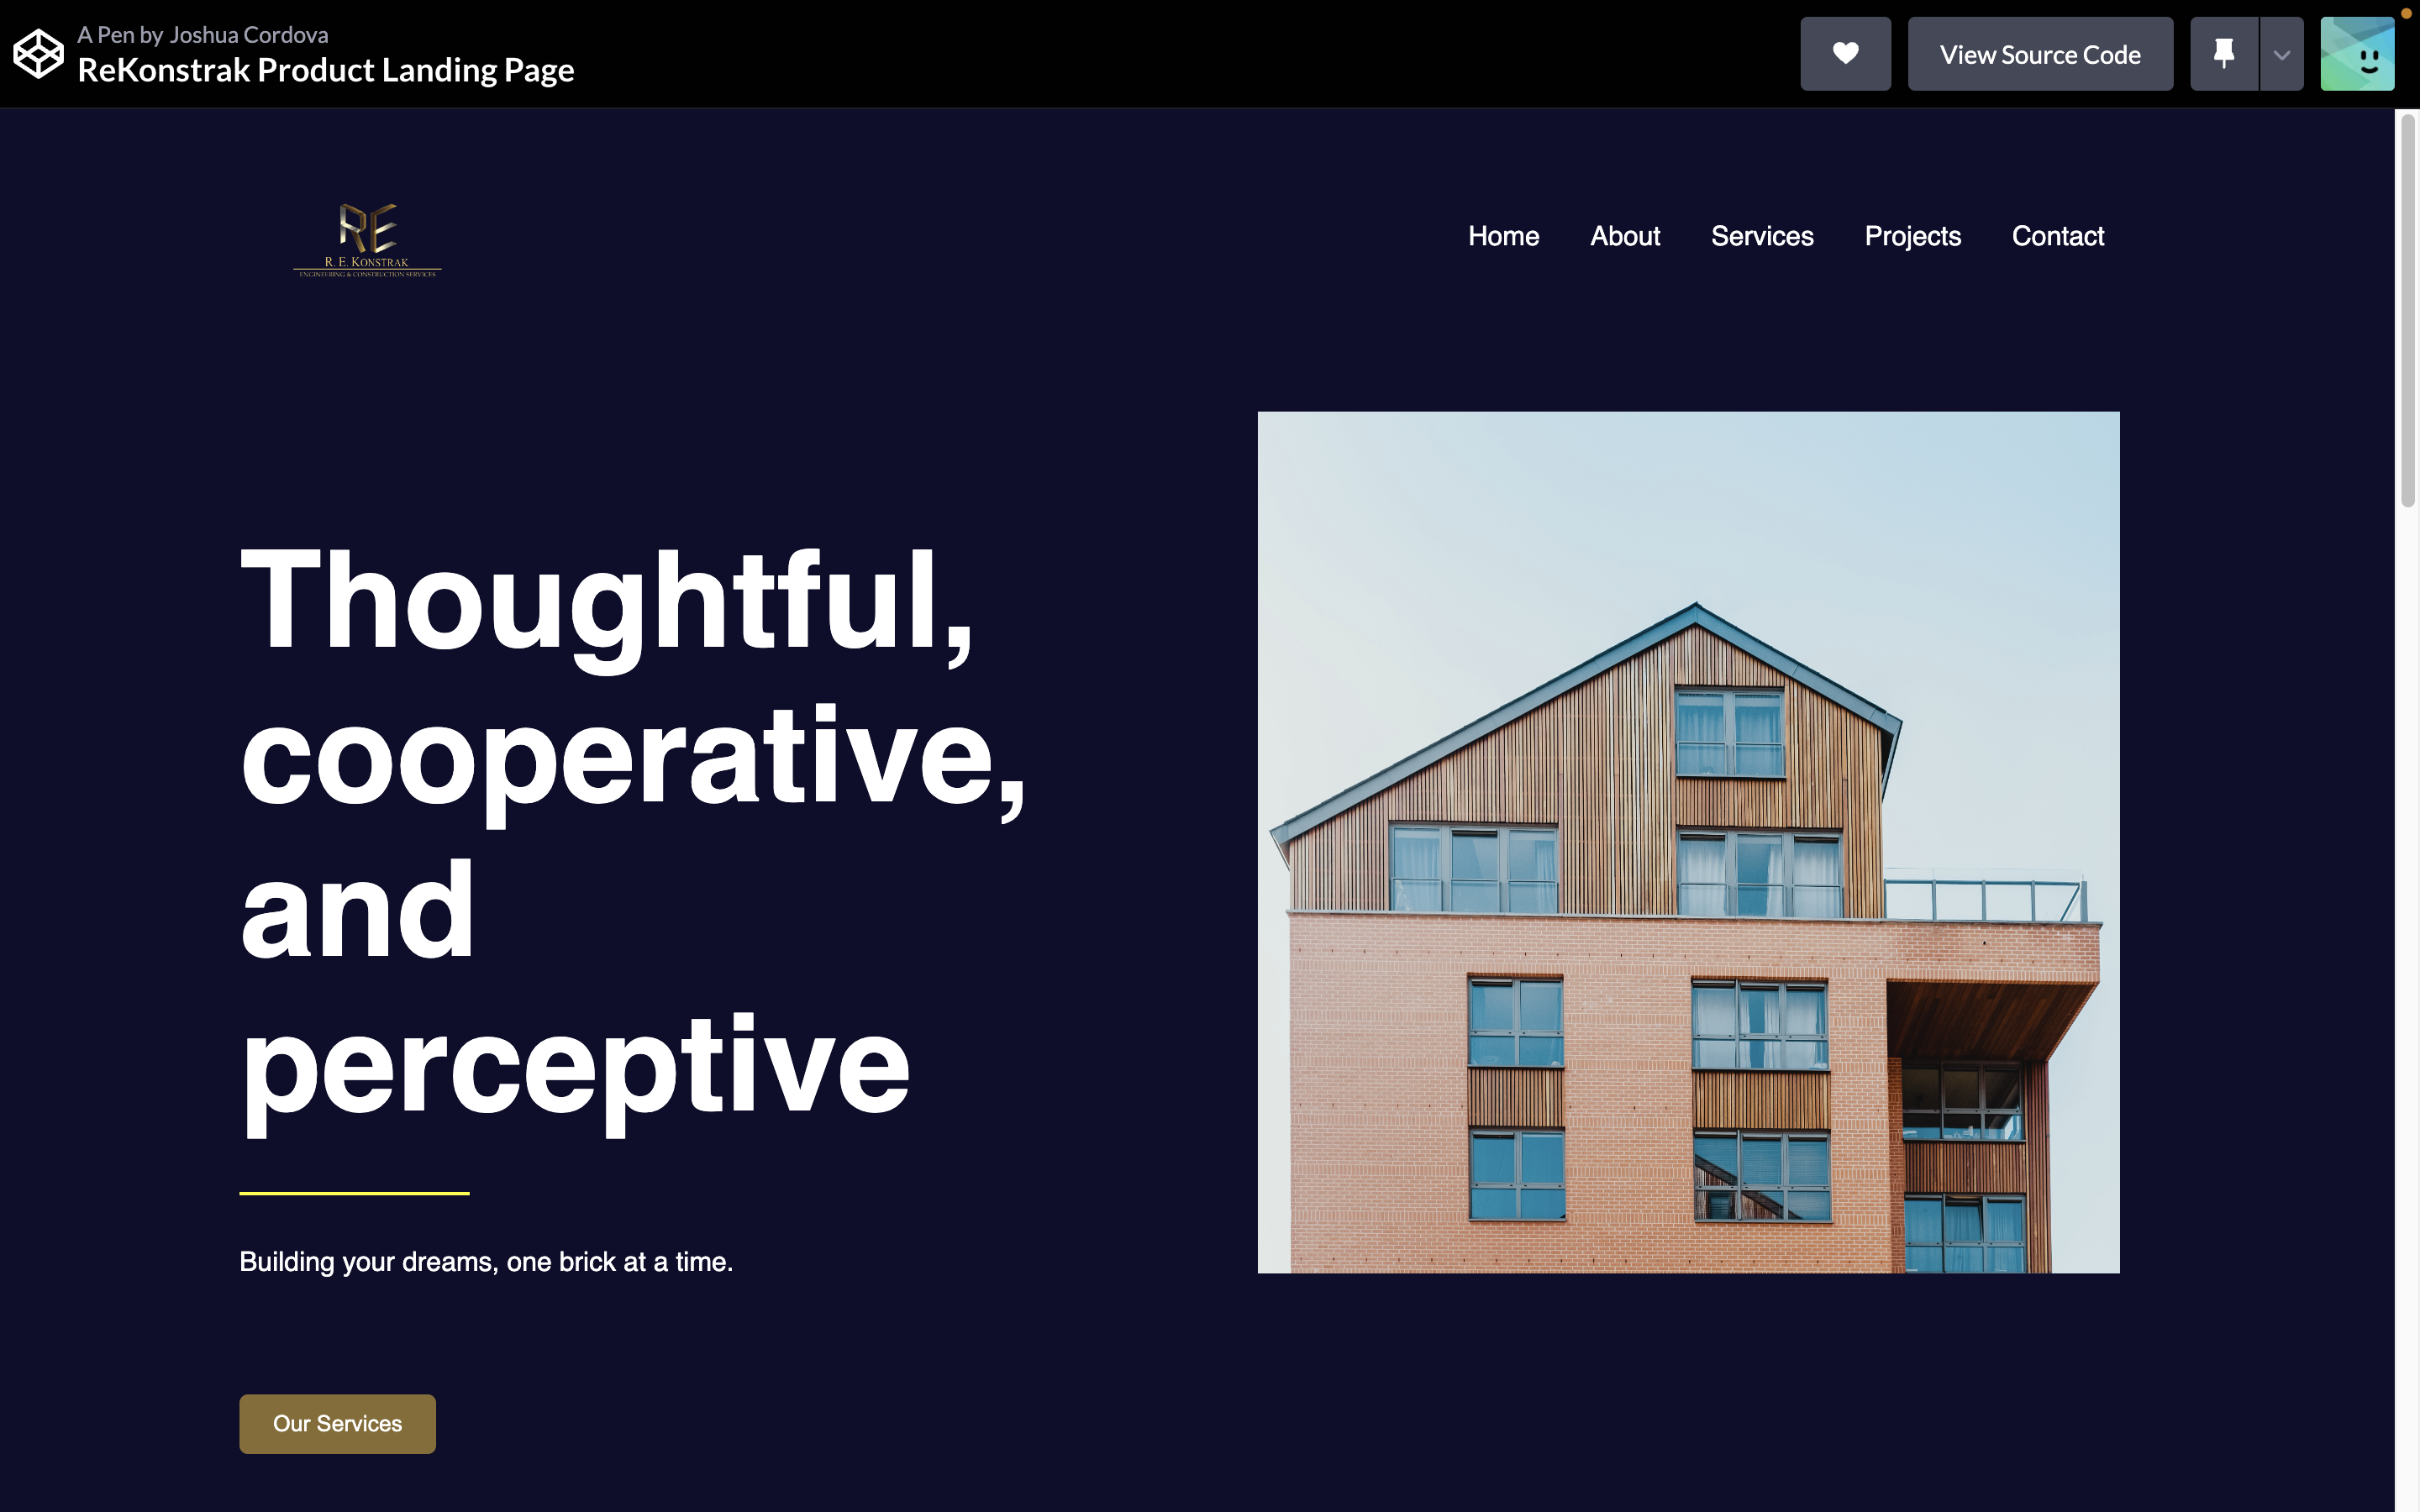 A Pen by Joshua Cordova
ReKonstrak Product Landing Page
View Source Code
RE
R. E. KONSTRAK
ENGINEERING & CONSTRUCTION SERVICES
Home About Services Projects Contact
Thoughtful,
cooperative,
and
perceptive
Building your dreams, one brick at a time.
Our Services